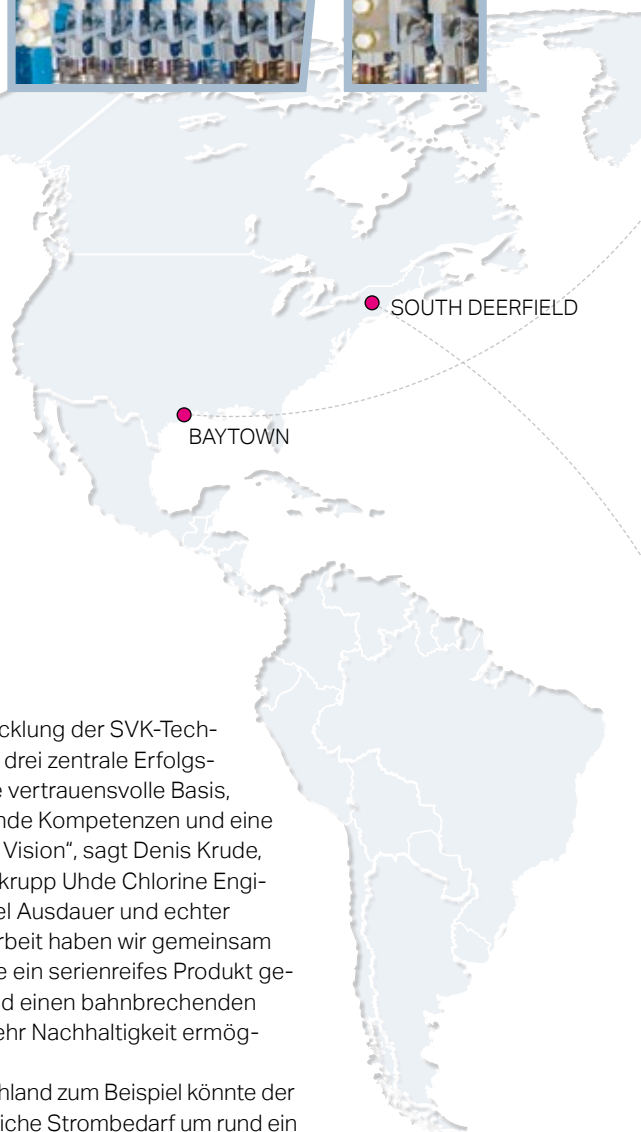 SOUTH DEERFIELD
BAYTOWN
cklung der SVK-Tech-
drei zentrale Erfolgs-
vertrauensvolle Basis,
nde Kompetenzen und eine
Vision“, sagt Denis Krude,
krupp Uhde Chlorine Engi-
el Ausdauer und echter
rbeit haben wir gemeinsam
e ein serienreifes Produkt ge-
d einen bahnbrechenden
ehr Nachhaltigkeit ermög-
hland zum Beispiel könnte der
liche Strombedarf um rund ein